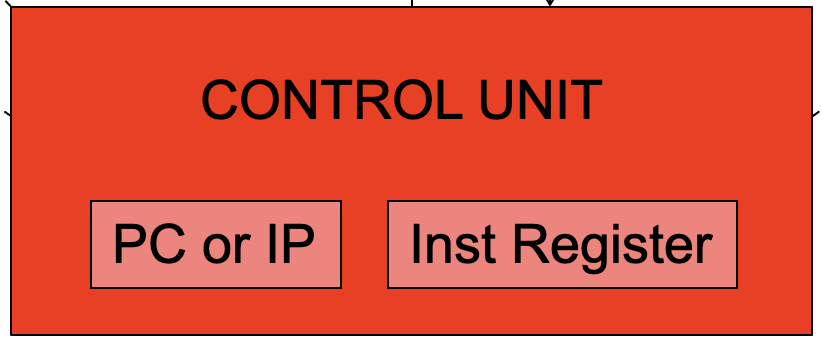 CONTROL UNIT
PC or IP
Inst Register